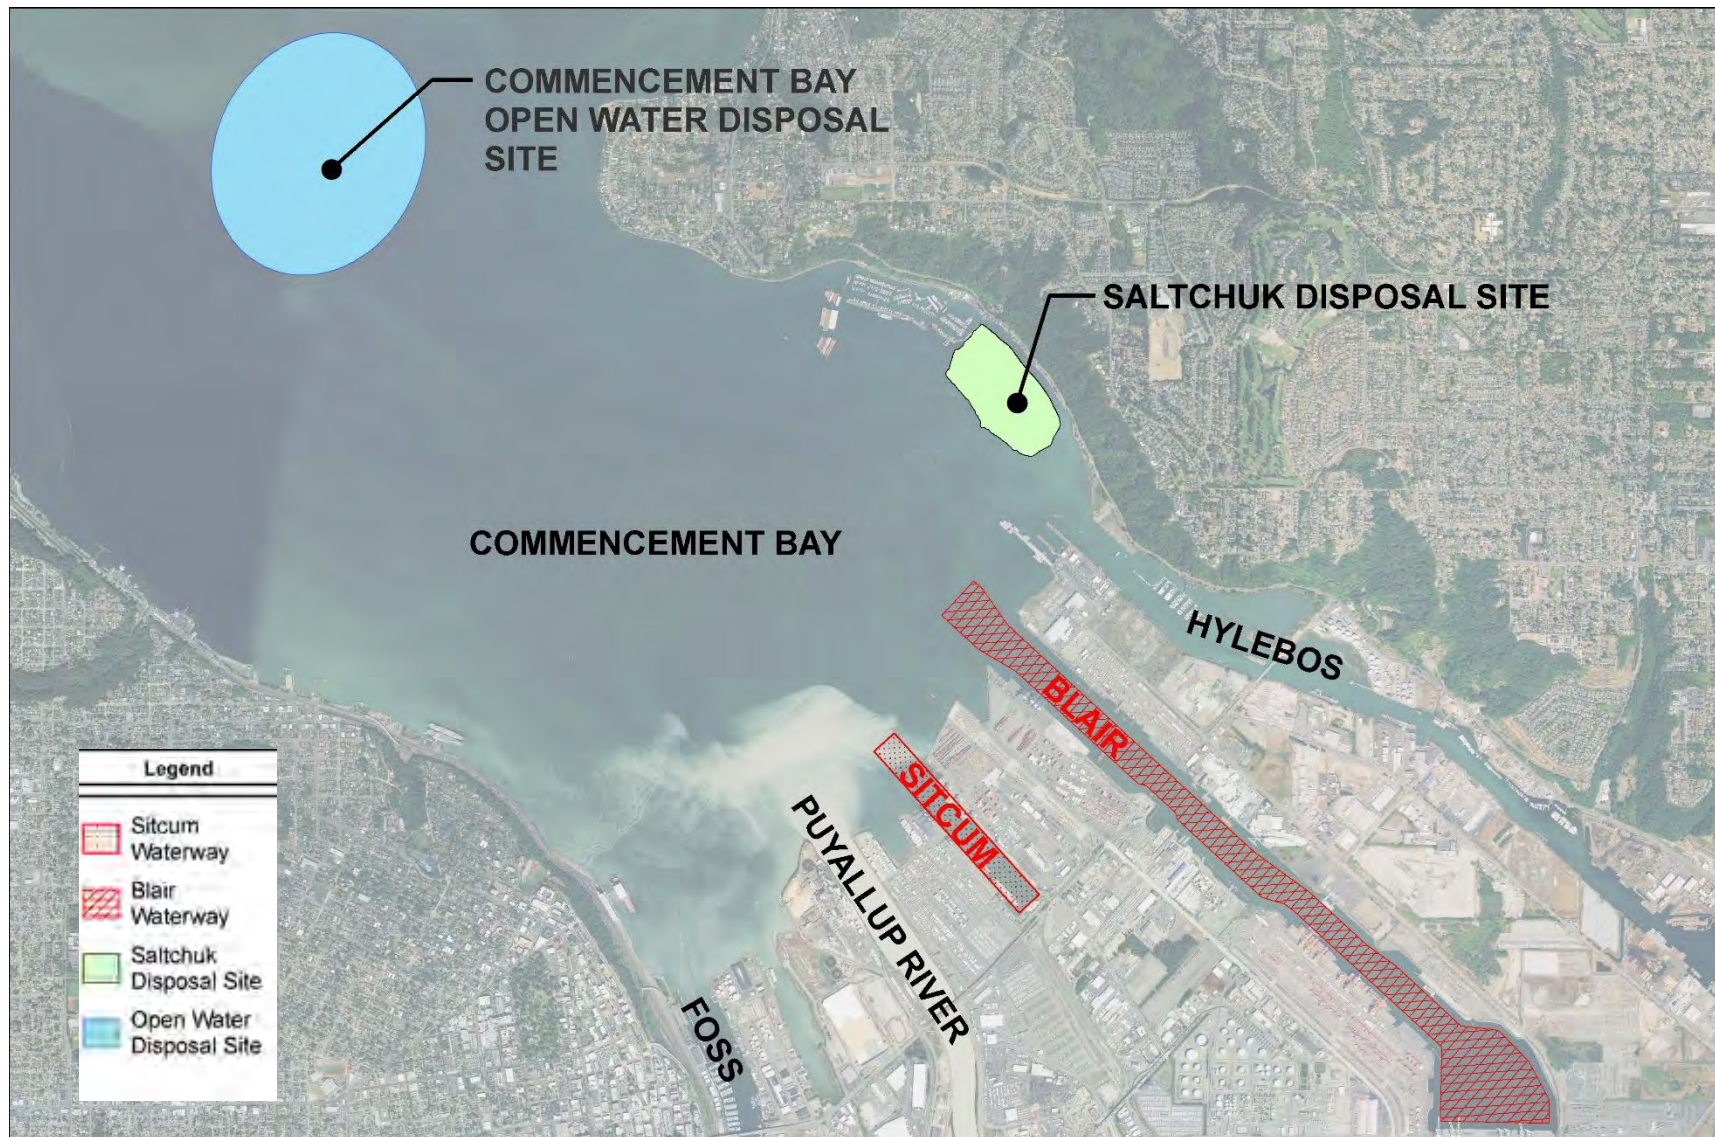 COMMENCEMENT BAY
OPEN WATER DISPOSAL
SITE
SALTCHUK DISPOSAL SITE
COMMENCEMENT BAY
HYLEBOS
BLAIR
SITCUM
PUYALLUP RIVER
FOSS
Legend
Sitcum
Waterway
Blair
Waterway
Saltchuk
Disposal Site
Open Water
Disposal Site